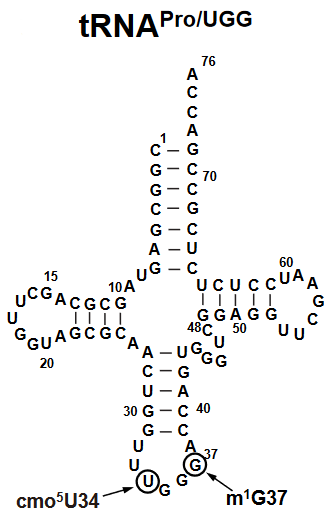 tRNAPro/UGG
76
A
C
C
A
1
C – G
G – C
70
G – C
C – G
G – C
A – U
G – C
U A
10
15
U C G A C G C G
U G G U A G C G C A
20
60
U C U C C U A A G C
U U G G A G G
50
48
C G G G
A – U
C – G
U – A
G – C
40
30
G – C
U A
U G
37
U G G
cmo5U34
m1G37